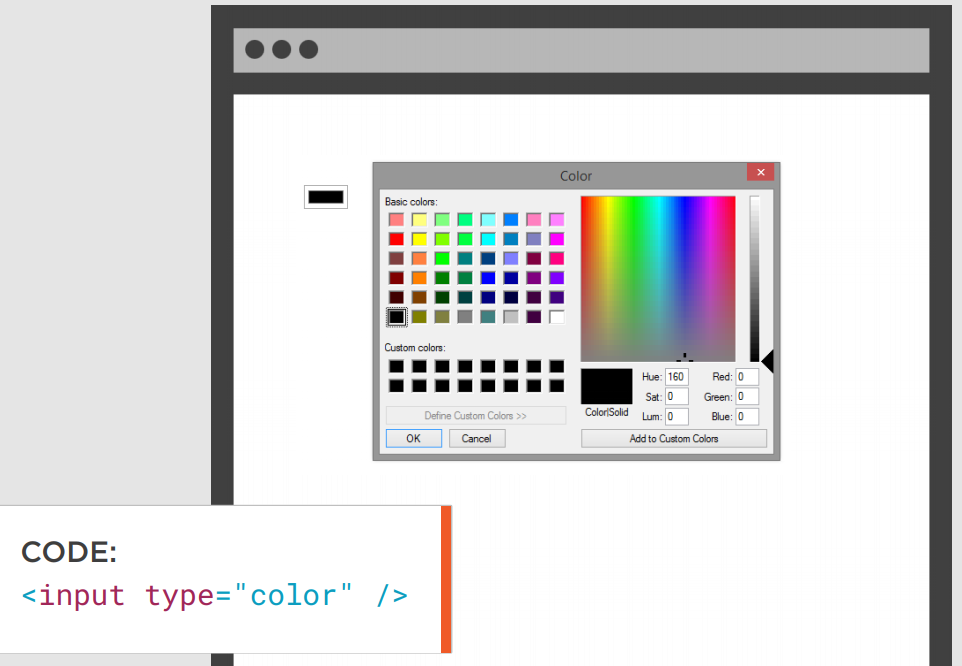 Color
Basic colors:
Custom colors:
Define Custom Colors >>
OK
Cancel
Color|Solid
Hue: 160
Sat: 0
Lum: 0
Red: 0
Green: 0
Blue: 0
Add to Custom Colors
CODE:
<input type="color" />